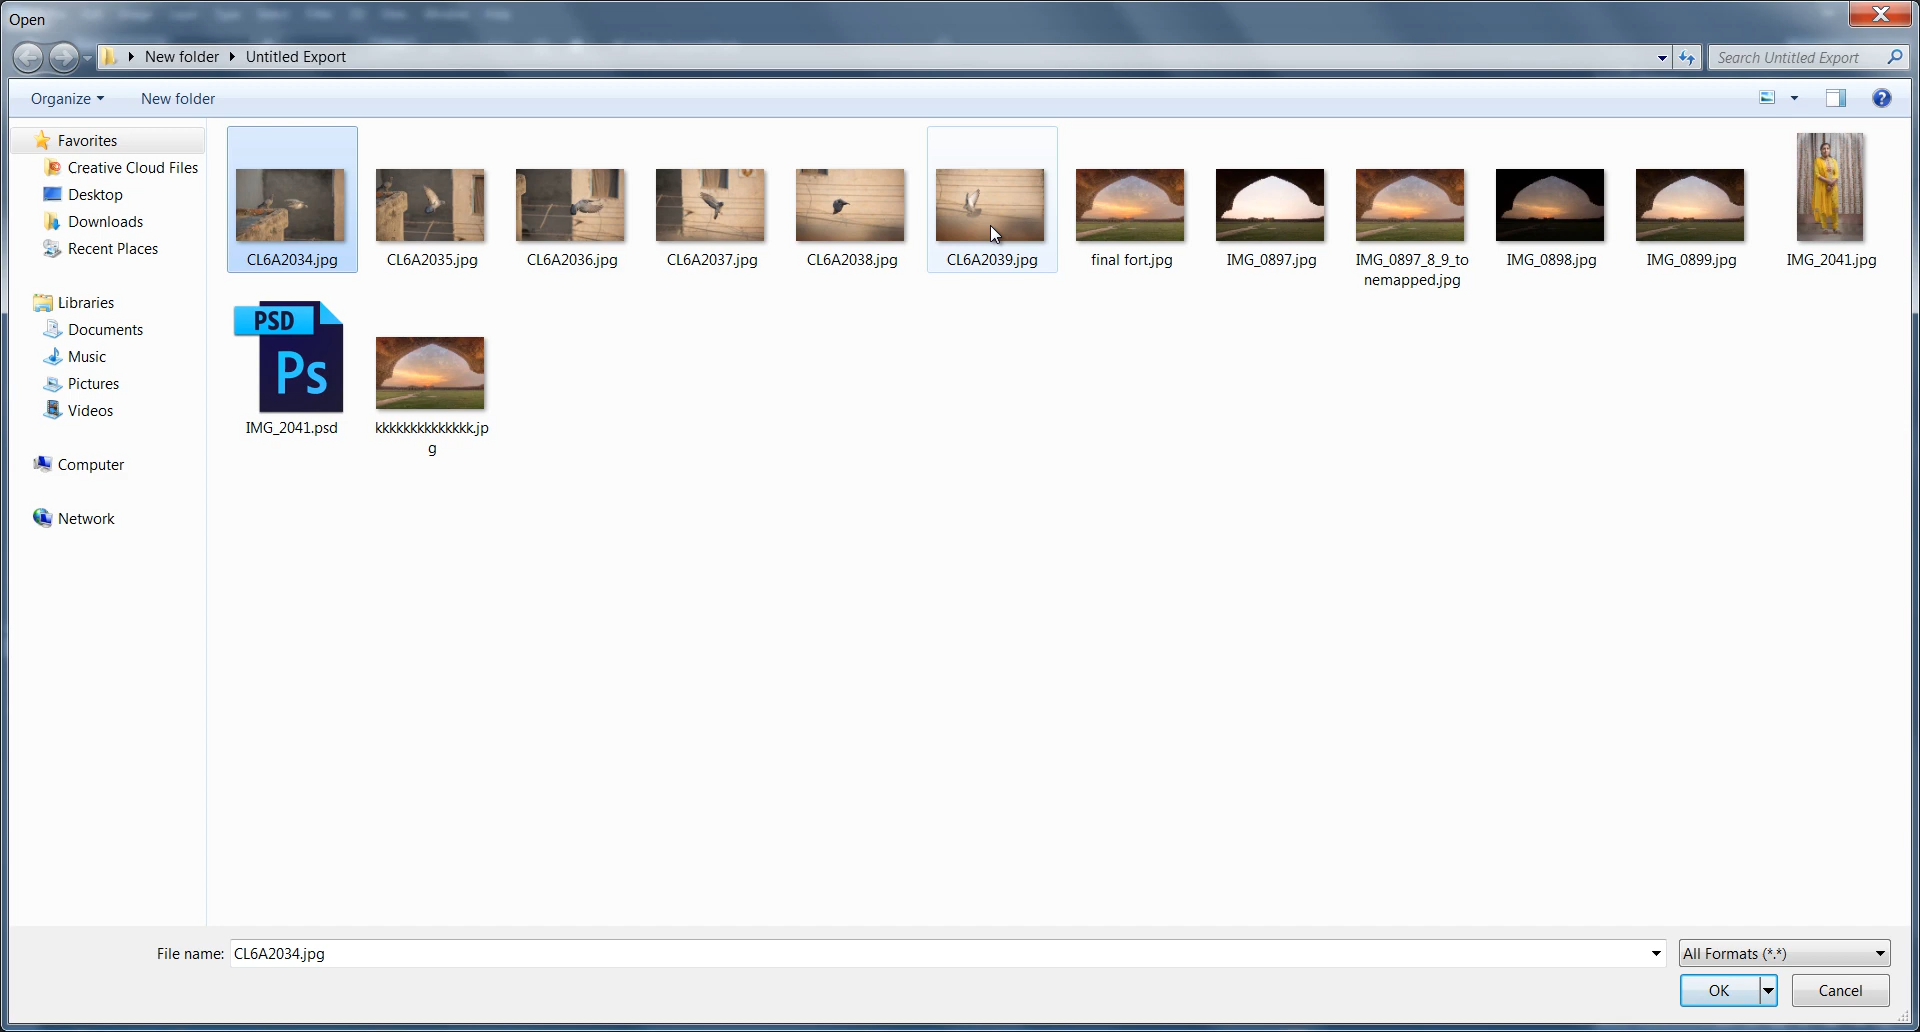 Open
New folder Untitled Export
Search Untitled Export
Organize New folder
Favorites
Creative Cloud Files
Desktop
Downloads
Recent Places
Libraries
Documents
Music
Pictures
Videos
Computer
Network
CL6A2034.jpg CL6A2035.jpg CL6A2036.jpg CL6A2037.jpg CL6A2038.jpg CL6A2039.jpg final fort.jpg IMG_0897.jpg IMG_0897_8_9_to IMG_0898.jpg IMG_0899.jpg IMG_2041.jpg
nemapped.jpg
PSD
Ps
IMG_2041.psd kkkkkkkkkkkkkk.jp
g
File name: CL6A2034.jpg All Formats (*.*)
OK Cancel